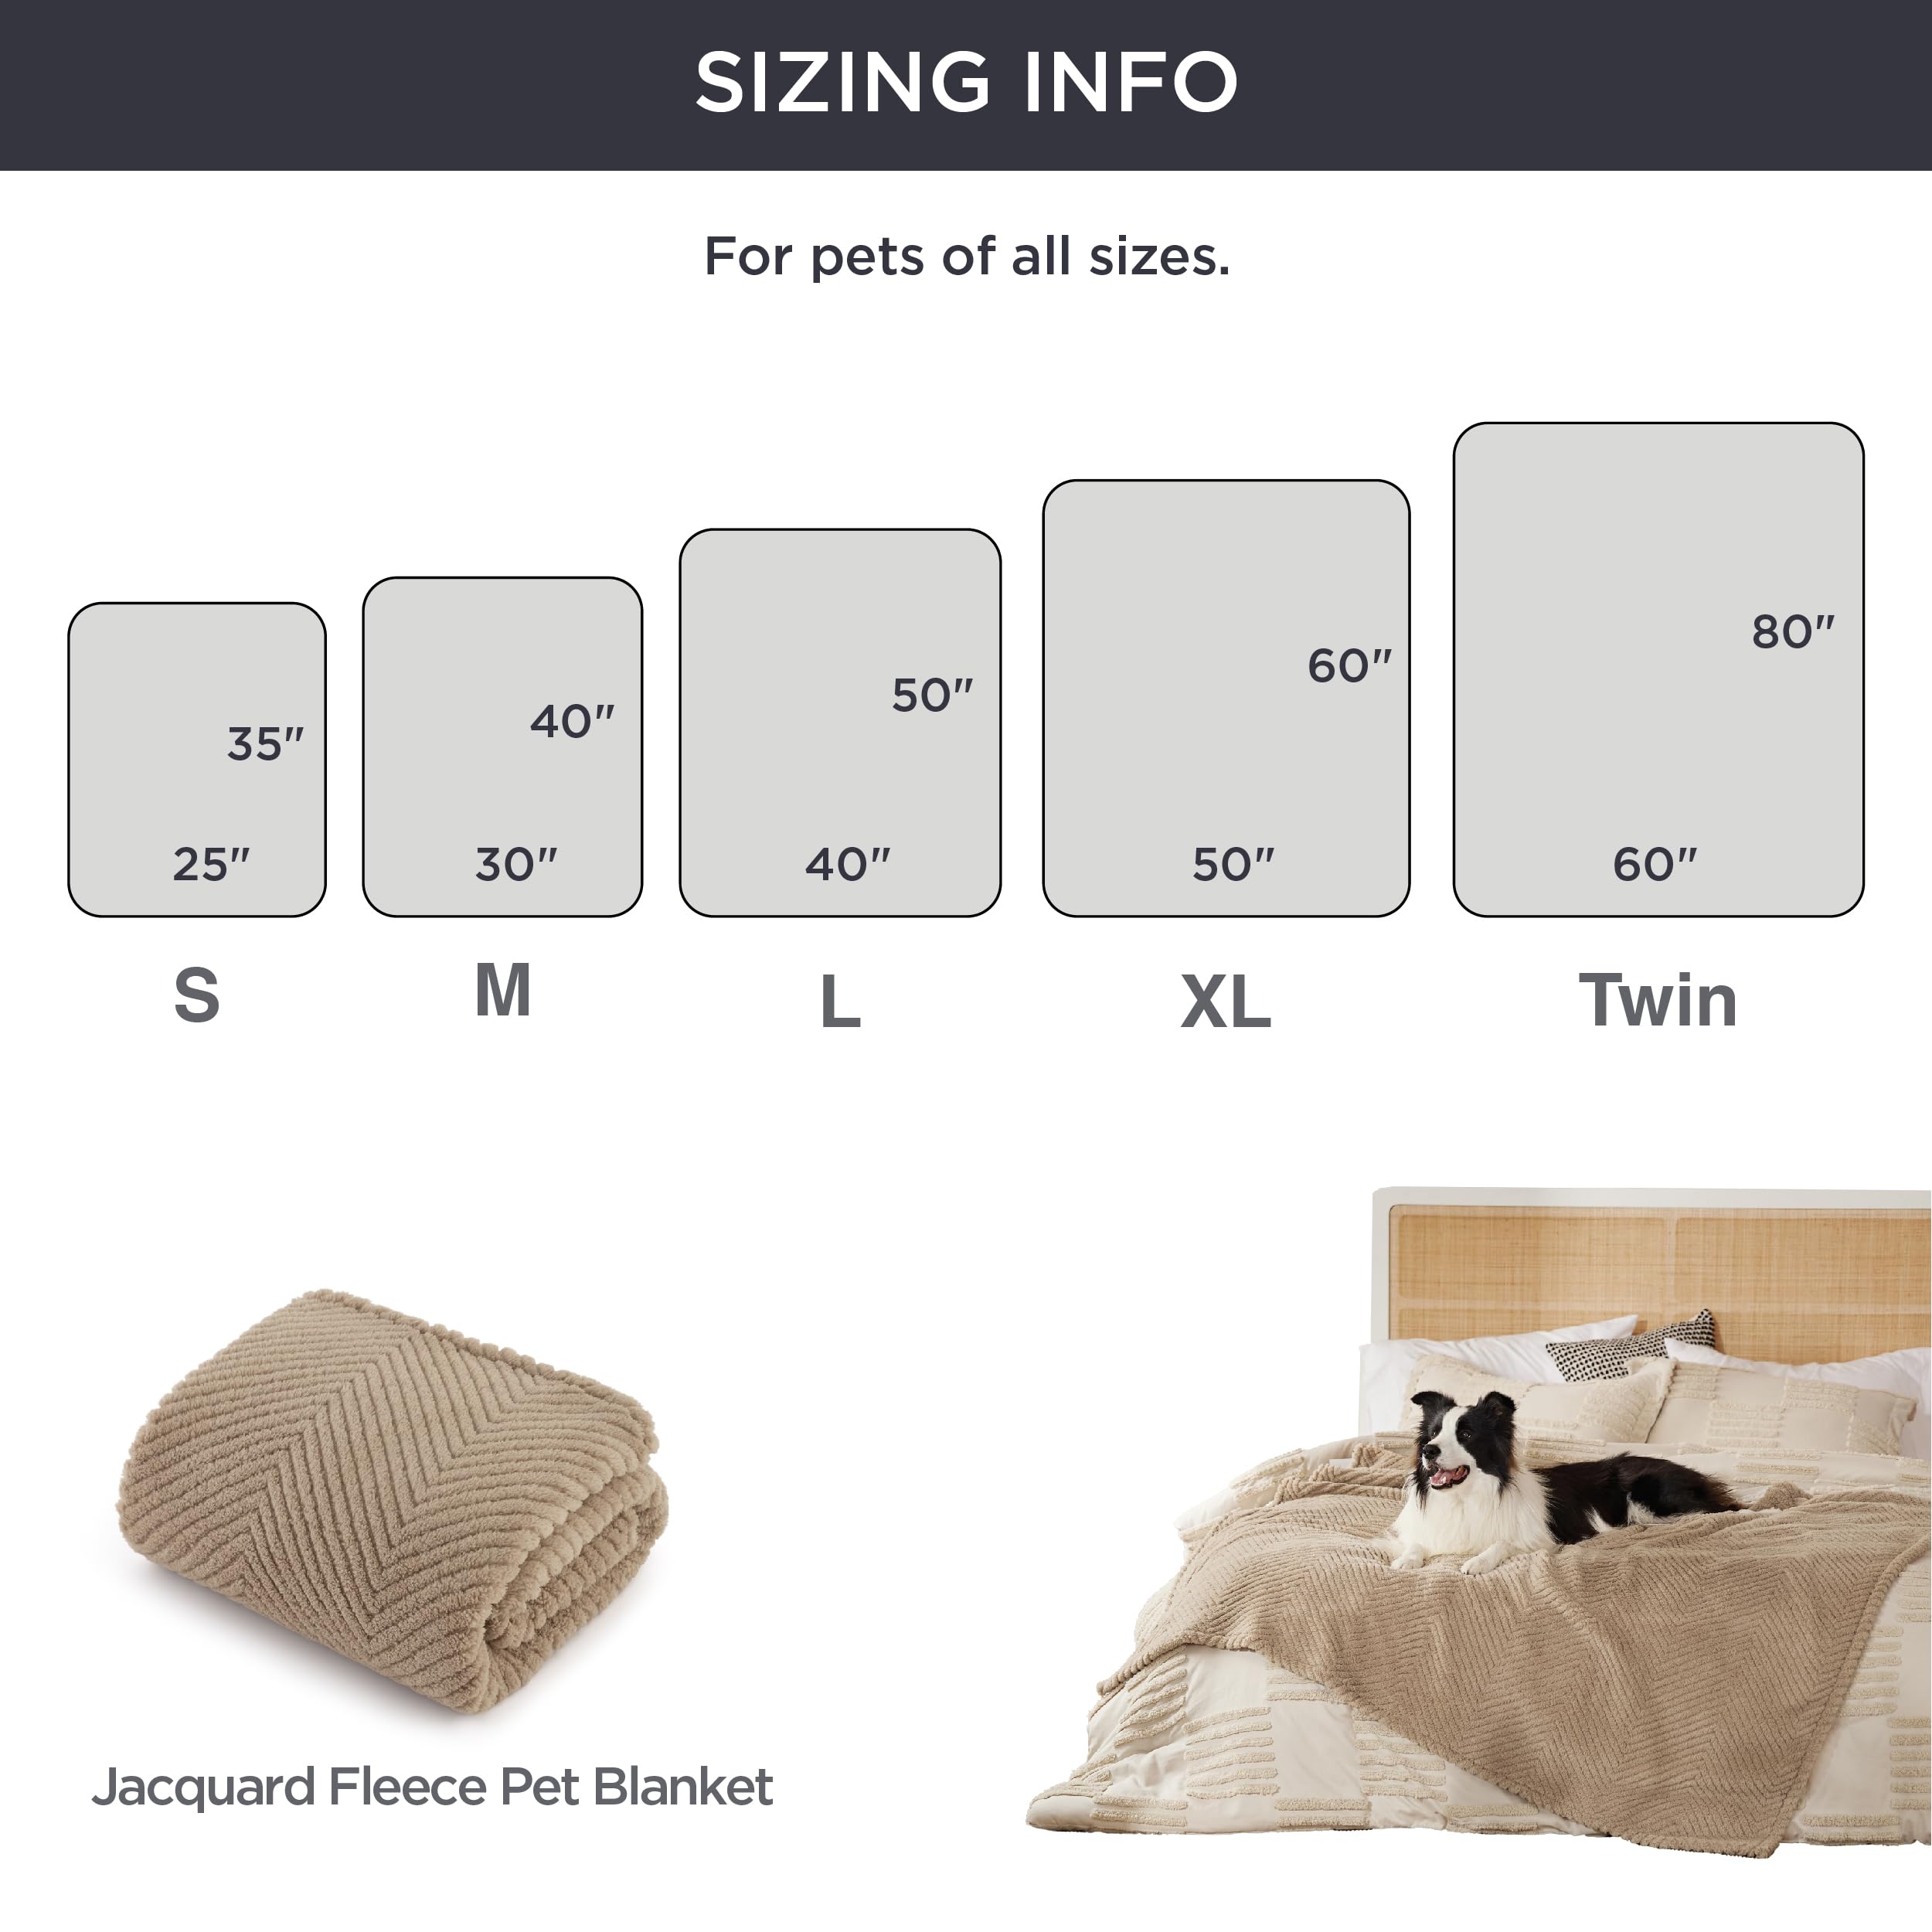 SIZING INFO
For pets of all sizes.
35"
25"
S
40"
30"
M
50"
40"
L
60"
50"
XL
80"
60"
Twin
Jacquard Fleece Pet Blanket